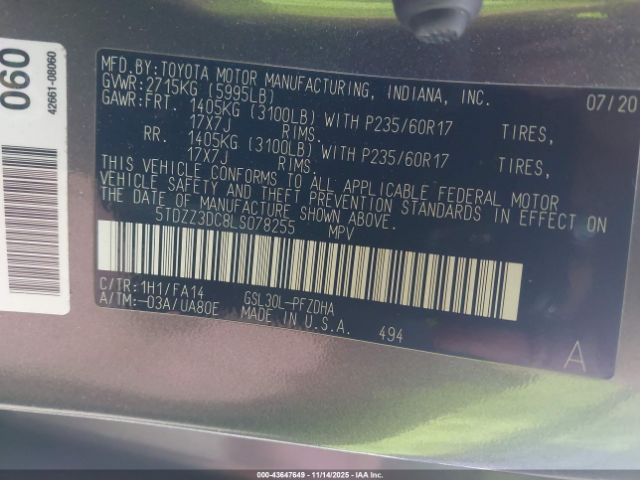 060
42661-08060
MFD.BY:TOYOTA MOTOR MANUFACTURING, INDIANA, INC. 07/20
GVWR:2715KG (5995LB)
GAWR:FRT. 1405KG (3100LB) WITH P235/60R17 TIRES,
17X7J RIMS.
RR. 1405KG (3100LB) WITH P235/60R17 TIRES,
17X7J RIMS.
THIS VEHICLE CONFORMS TO ALL APPLICABLE FEDERAL MOTOR
VEHICLE SAFETY AND THEFT PREVENTION STANDARDS IN EFFECT ON
THE DATE OF MANUFACTURE SHOWN ABOVE.
5TDZZ3DC8LS078255 MPV
C/TR:1H1/FA14 GSL30L-PFZDHA
A/TM:-03A/UA80E MADE IN U.S.A. 494
A
000-43647649 - 11/14/2025 - IAA Inc.